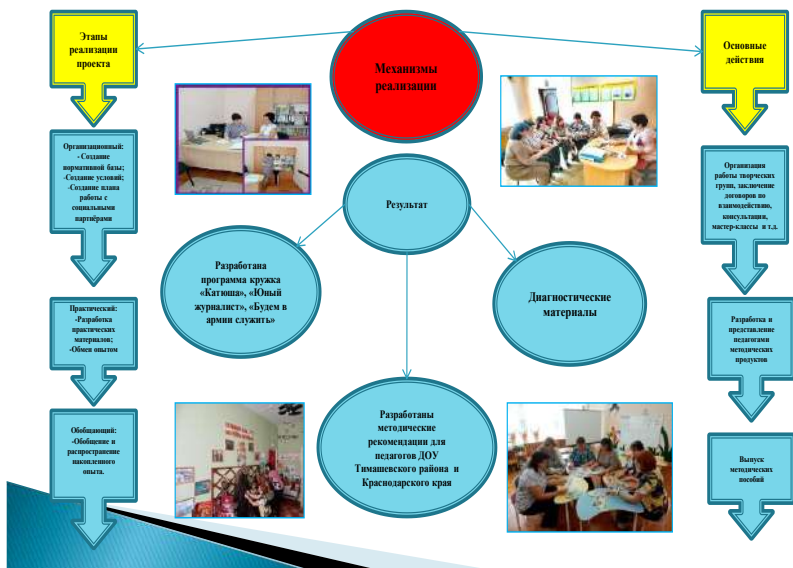 Этапы
реализации
проекта
Механизмы
реализации
Основные
действия
Организационный:
- Создание
нормативной базы;
-Создание условий;
-Создание плана
работы с
социальными
партнёрами
Результат
Организация
работы творческих
групп, заключение
договоров по
взаимодействию,
консультации,
мастер-классы и т.д.
Разработана
программа кружка
«Катюша», «Юный
журналист», «Будем в
армии служить»
Диагностические
материалы
Практический:
-Разработка
практических
материалов;
-Обмен опытом
Разработка и
представление
педагогами
методических
продуктов
Разработаны
методические
рекомендации для
педагогов ДОУ
Тимашевского района и
Краснодарского края
Обобщающий:
-Обобщение и
распространение
накопленного
опыта.
Выпуск
методических
пособий